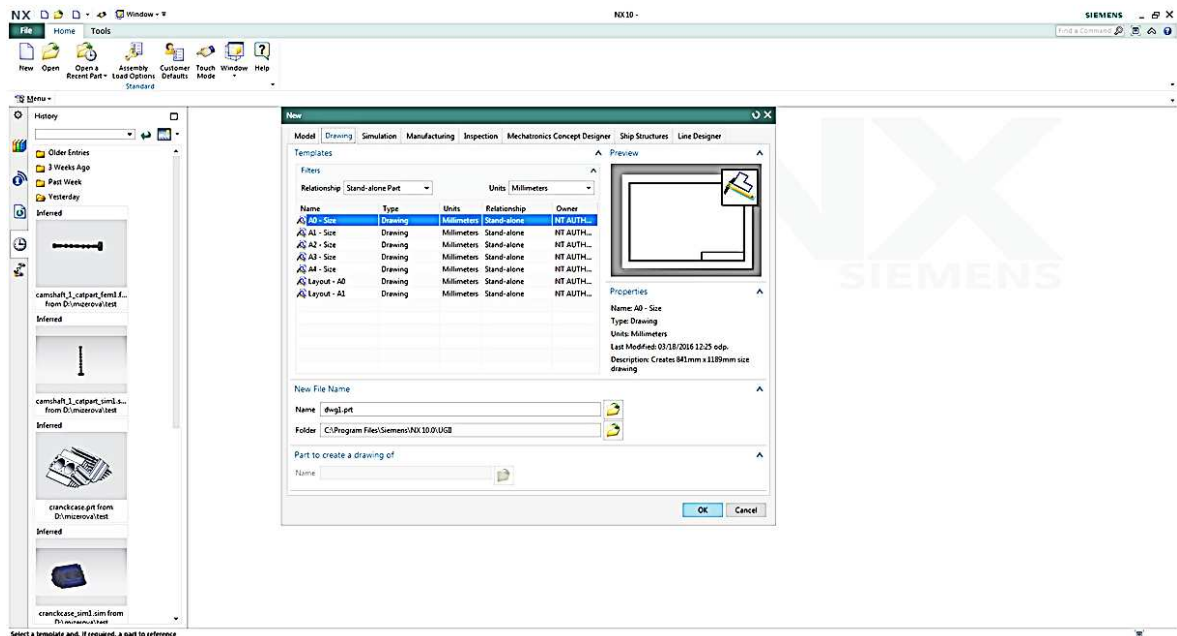 NX Window NX 10 - SIEMENS
File Home Tools Find a Command
New Open Open a Recent Part Assembly Load Options Customer Defaults Touch Mode Window Help
Standard
Menu
History
Older Entries
3 Weeks Ago
Past Week
Yesterday
Inferred
camshaft_1_catpart_fem1.f...
from D:\mizerova\test
Inferred
camshaft_1_catpart_sim1.s...
from D:\mizerova\test
Inferred
cranckcase.prt from
D:\mizerova\test
Inferred
cranckcase_sim1.sim from
D:\mizerova\test
New
Model Drawing Simulation Manufacturing Inspection Mechatronics Concept Designer Ship Structures Line Designer
Templates
Filters
Relationship Stand-alone Part Units Millimeters
Name Type Units Relationship Owner
A0 - Size Drawing Millimeters Stand-alone NT AUTH...
A1 - Size Drawing Millimeters Stand-alone NT AUTH...
A2 - Size Drawing Millimeters Stand-alone NT AUTH...
A3 - Size Drawing Millimeters Stand-alone NT AUTH...
A4 - Size Drawing Millimeters Stand-alone NT AUTH...
Layout - A0 Drawing Millimeters Stand-alone NT AUTH...
Layout - A1 Drawing Millimeters Stand-alone NT AUTH...
Preview
Properties
Name: A0 - Size
Type: Drawing
Units: Millimeters
Last Modified: 03/18/2016 12:25 odp.
Description: Creates 841mm x 1189mm size
drawing
New File Name
Name dwg1.prt
Folder C:\Program Files\Siemens\NX 10.0\UGII
Part to create a drawing of
Name
OK Cancel
NX
SIEMENS
Select a template and, if required, a part to reference